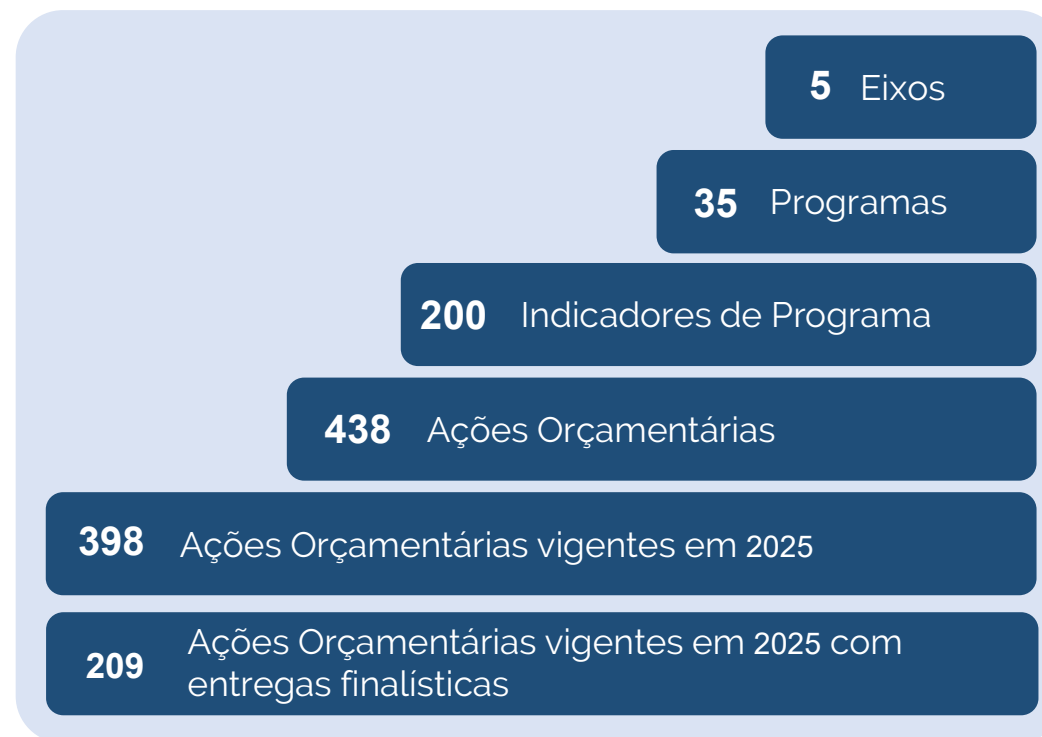 5 Eixos
35 Programas
200 Indicadores de Programa
438 Ações Orçamentárias
398 Ações Orçamentárias vigentes em 2025
209 Ações Orçamentárias vigentes em 2025 com
entregas finalísticas